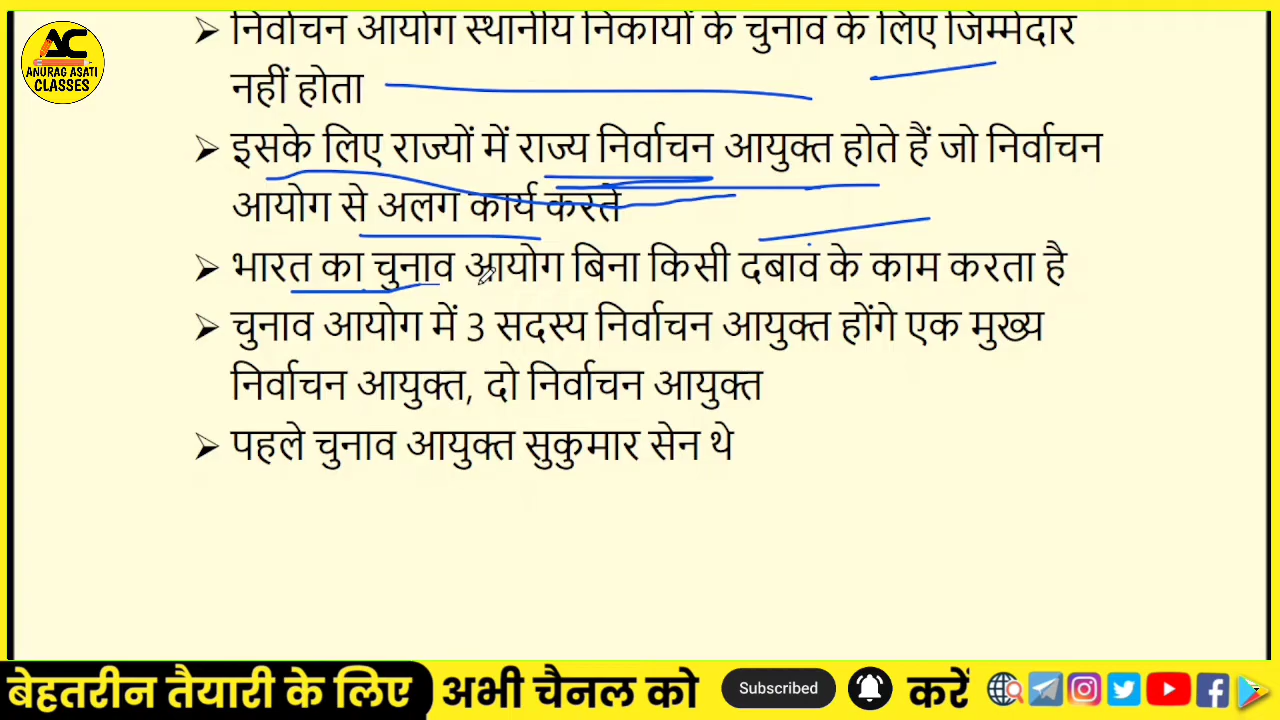 AC
ANURAG ASATI
CLASSES
➢ निर्वाचन आयोग स्थानीय निकायों के चुनाव के लिए जिम्मेदार
नहीं होता
➢ इसके लिए राज्यों में राज्य निर्वाचन आयुक्त होते हैं जो निर्वाचन
आयोग से अलग कार्य करते
➢ भारत का चुनाव आयोग बिना किसी दबाव के काम करता है
➢ चुनाव आयोग में 3 सदस्य निर्वाचन आयुक्त होंगे एक मुख्य
निर्वाचन आयुक्त, दो निर्वाचन आयुक्त
➢ पहले चुनाव आयुक्त सुकुमार सेन थे
बेहतरीन तैयारी के लिए अभी चैनल को Subscribed करें